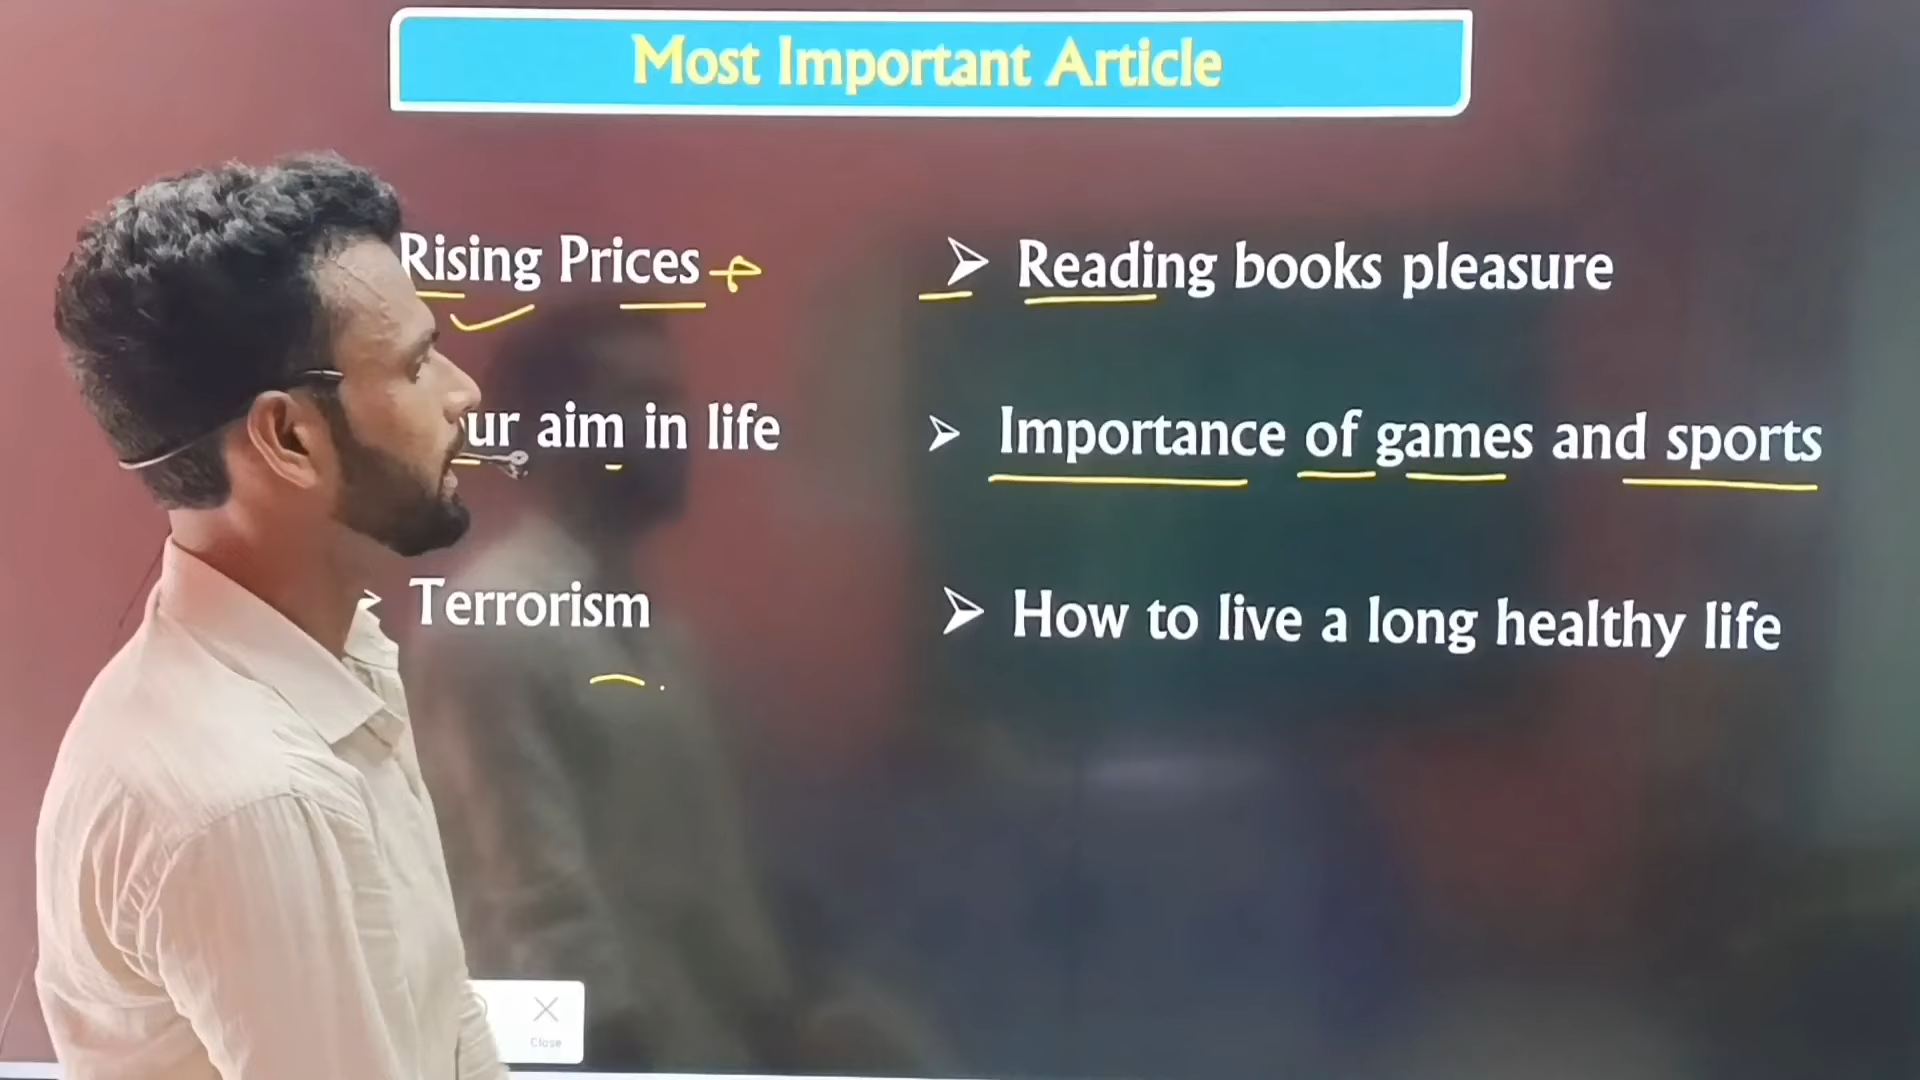 Most Important Article
Rising Prices
ur aim in life
Terrorism
Reading books pleasure
Importance of games and sports
How to live a long healthy life
Close